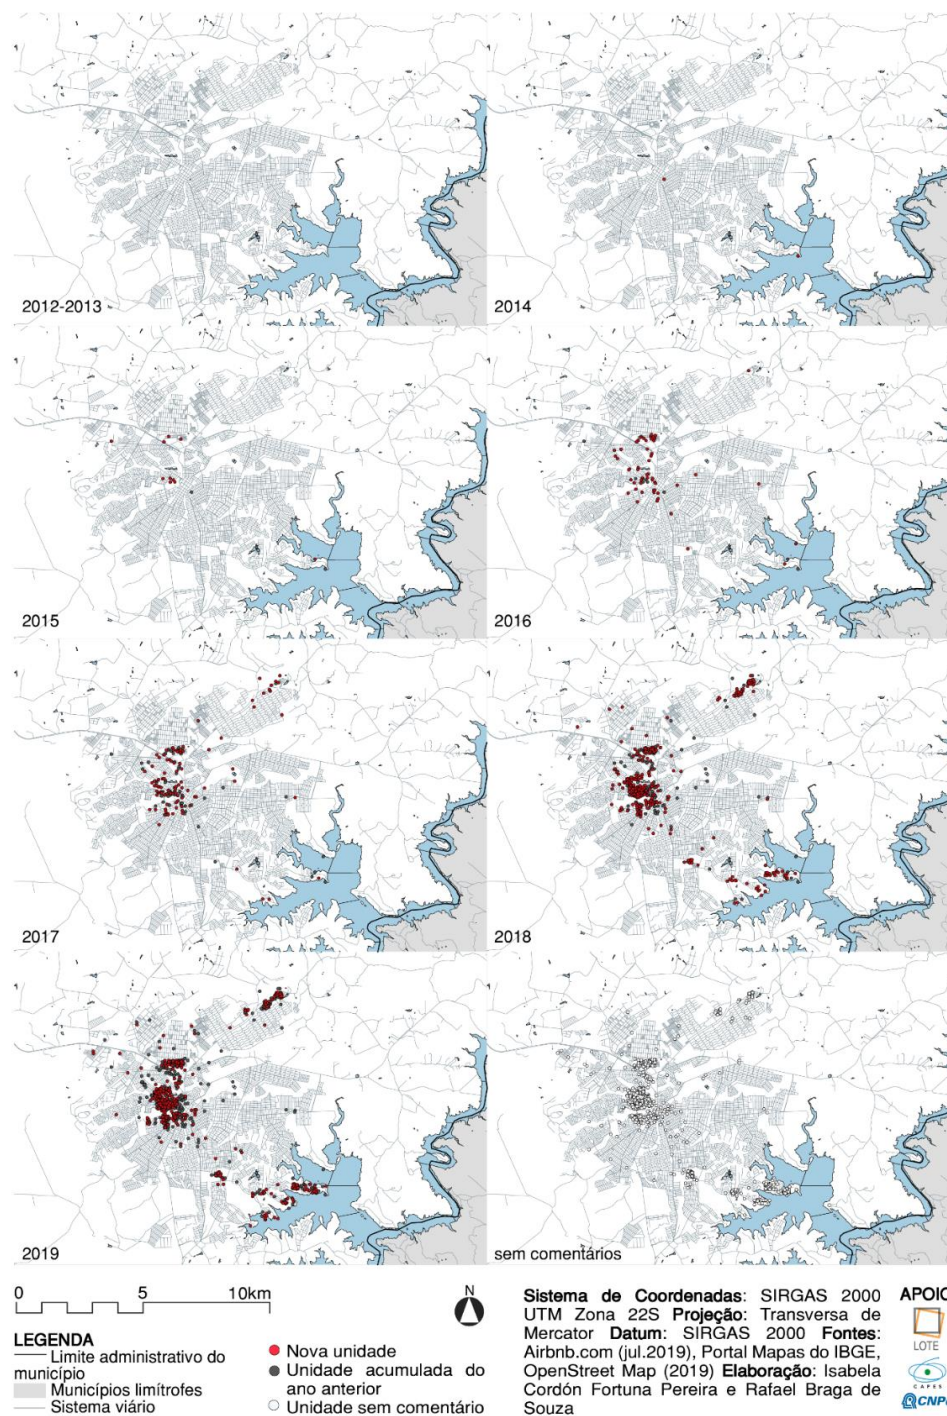 2012-2013
2014
2015
2016
2017
2018
2019
sem comentários
0 5 10km
N
LEGENDA
Limite administrativo do
município
Municípios limítrofes
Sistema viário
Nova unidade
Unidade acumulada do
ano anterior
Unidade sem comentário
Sistema de Coordenadas: SIRGAS 2000
UTM Zona 22S Projeção: Transversa de
Mercator Datum: SIRGAS 2000 Fontes:
Airbnb.com (jul.2019), Portal Mapas do IBGE,
OpenStreet Map (2019) Elaboração: Isabela
Cordón Fortuna Pereira e Rafael Braga de
Souza
APOIO
LOTE
CAPES
CNP